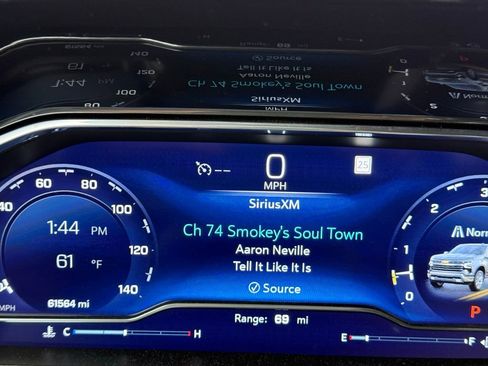 0
MPH
25
SiriusXM
Ch 74 Smokey's Soul Town
Aaron Neville
Tell It Like It Is
Source
40 60 80 100 120 140
1:44 PM
61 °F
MPH
61564 mi
C H
Range: 69 mi
E F
3
2
1
0
Norm
P